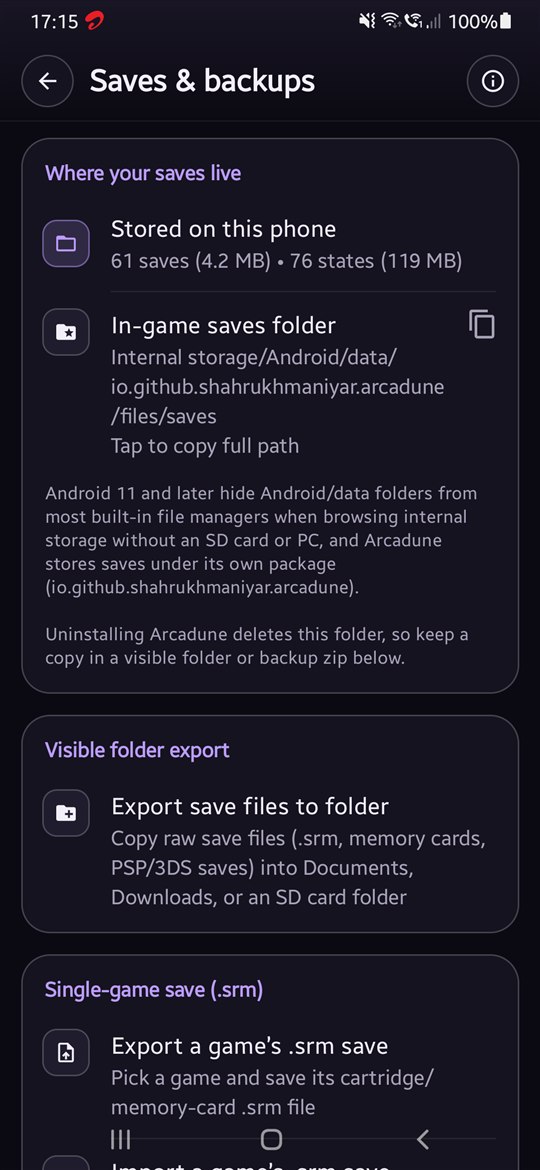 17:15
100%
Saves & backups
Where your saves live
Stored on this phone
61 saves (4.2 MB) • 76 states (119 MB)
In-game saves folder
Internal storage/Android/data/
io.github.shahrukhmaniyar.arcadune
/files/saves
Tap to copy full path
Android 11 and later hide Android/data folders from
most built-in file managers when browsing internal
storage without an SD card or PC, and Arcadune
stores saves under its own package
(io.github.shahrukhmaniyar.arcadune).
Uninstalling Arcadune deletes this folder, so keep a
copy in a visible folder or backup zip below.
Visible folder export
Export save files to folder
Copy raw save files (.srm, memory cards,
PSP/3DS saves) into Documents,
Downloads, or an SD card folder
Single-game save (.srm)
Export a game's .srm save
Pick a game and save its cartridge/
memory-card .srm file
Import a game's .srm save